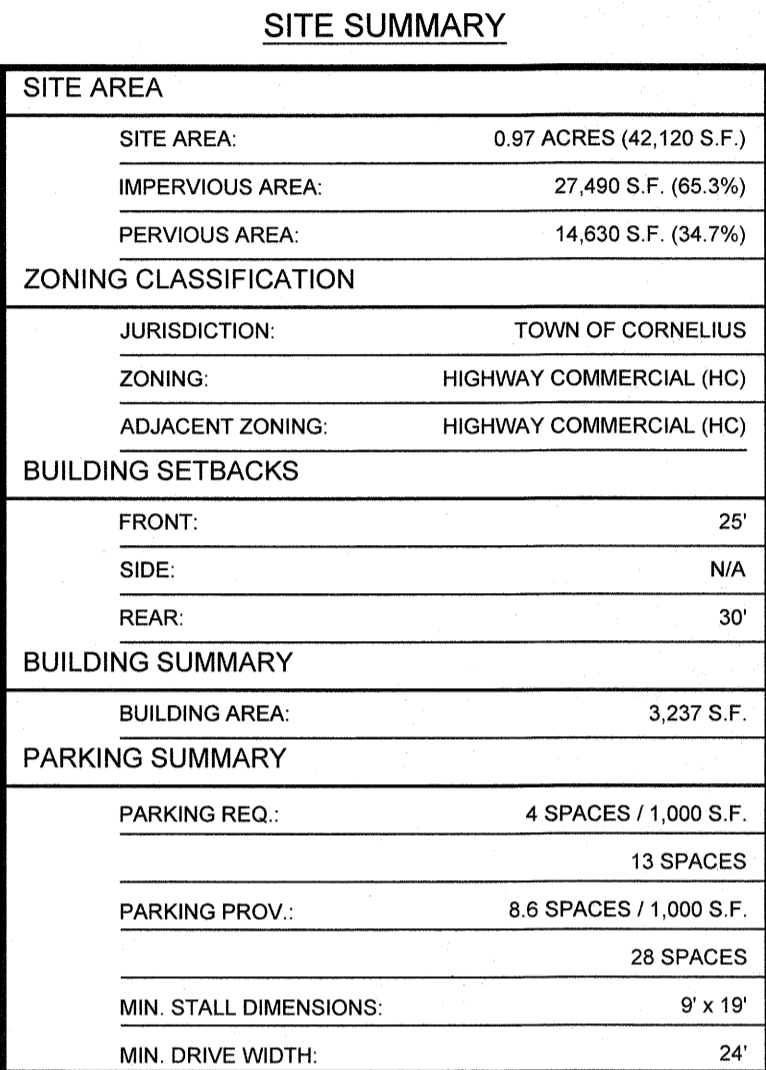 SITE SUMMARY
SITE AREA
SITE AREA: 0.97 ACRES (42,120 S.F.)
IMPERVIOUS AREA: 27,490 S.F. (65.3%)
PERVIOUS AREA: 14,630 S.F. (34.7%)
ZONING CLASSIFICATION
JURISDICTION: TOWN OF CORNELIUS
ZONING: HIGHWAY COMMERCIAL (HC)
ADJACENT ZONING: HIGHWAY COMMERCIAL (HC)
BUILDING SETBACKS
FRONT: 25'
SIDE: N/A
REAR: 30'
BUILDING SUMMARY
BUILDING AREA: 3,237 S.F.
PARKING SUMMARY
PARKING REQ.: 4 SPACES / 1,000 S.F.
13 SPACES
PARKING PROV.: 8.6 SPACES / 1,000 S.F.
28 SPACES
MIN. STALL DIMENSIONS: 9' x 19'
MIN. DRIVE WIDTH: 24'